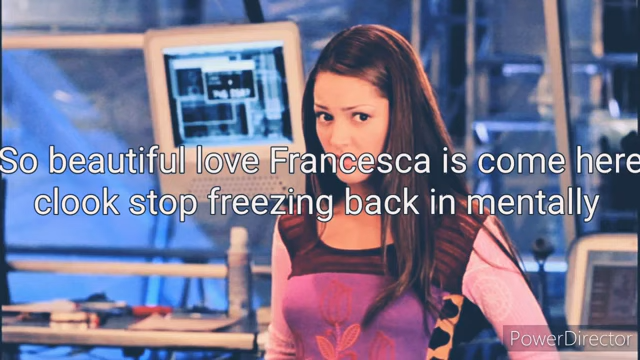 So beautiful love Francesca is come here
clook stop freezing back in mentally
PowerDirector